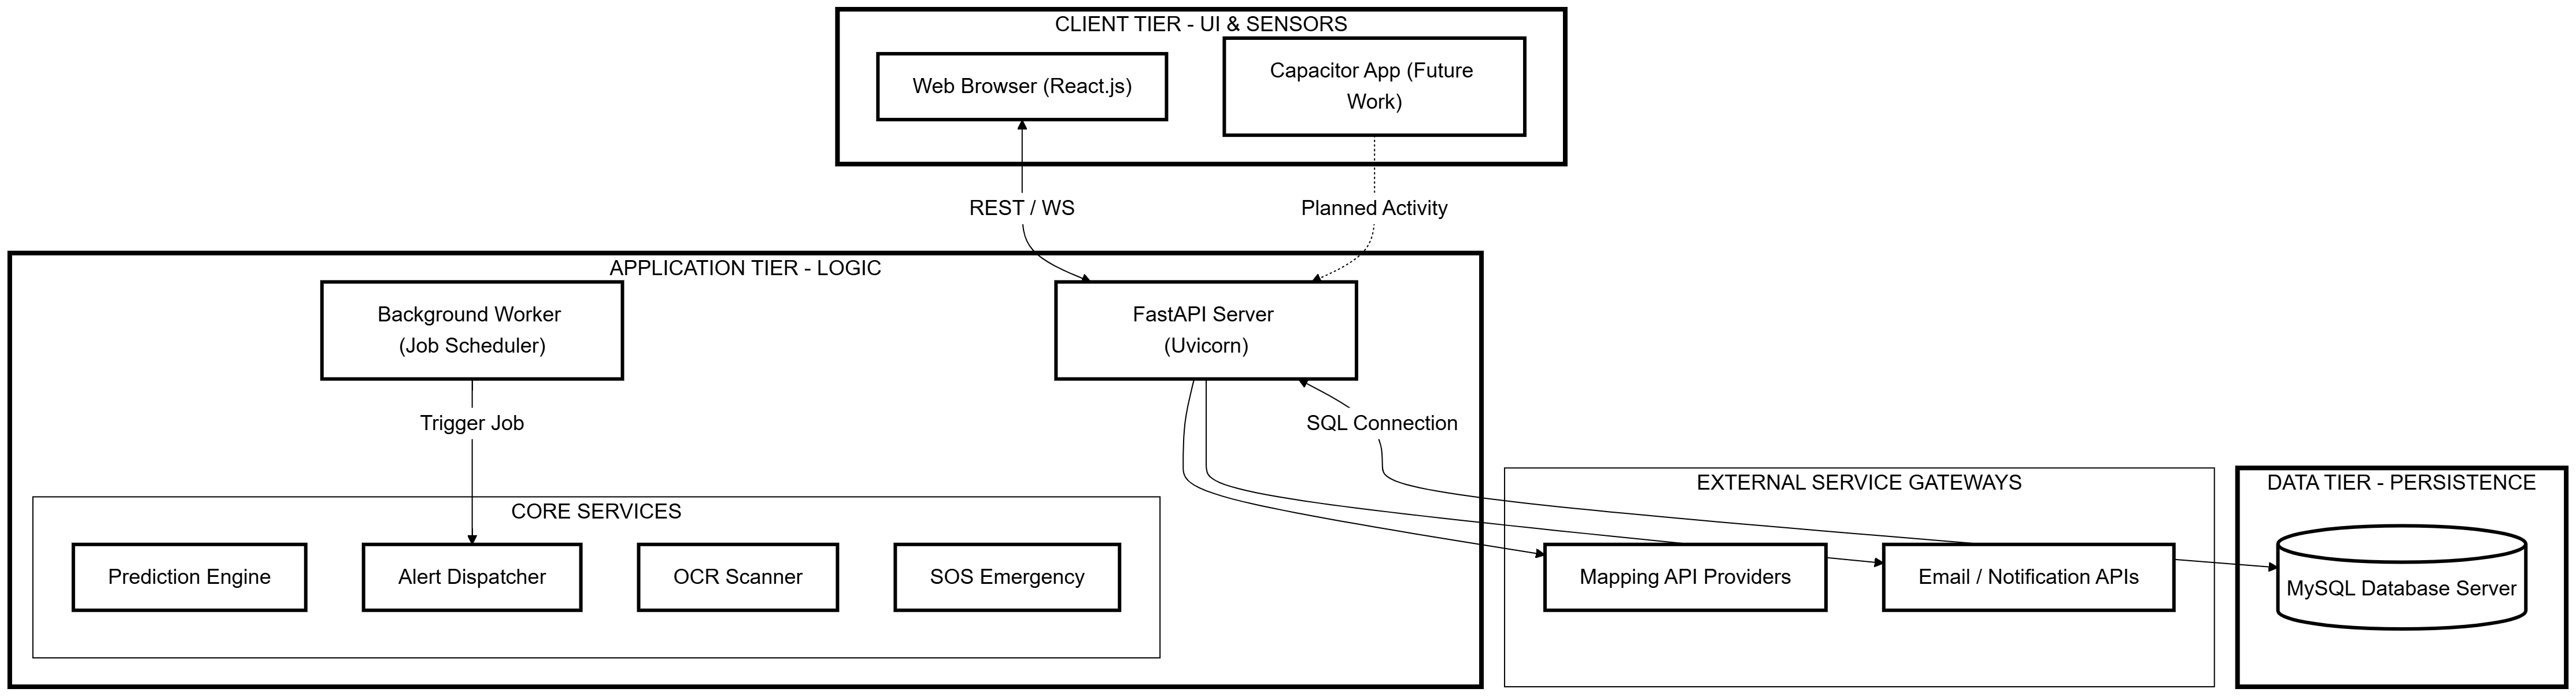 CLIENT TIER - UI & SENSORS
Web Browser (React.js)
Capacitor App (Future
Work)
REST / WS
Planned Activity
APPLICATION TIER - LOGIC
Background Worker
(Job Scheduler)
FastAPI Server
(Uvicorn)
Trigger Job
SQL Connection
CORE SERVICES
Prediction Engine
Alert Dispatcher
OCR Scanner
SOS Emergency
EXTERNAL SERVICE GATEWAYS
Mapping API Providers
Email / Notification APIs
DATA TIER - PERSISTENCE
MySQL Database Server